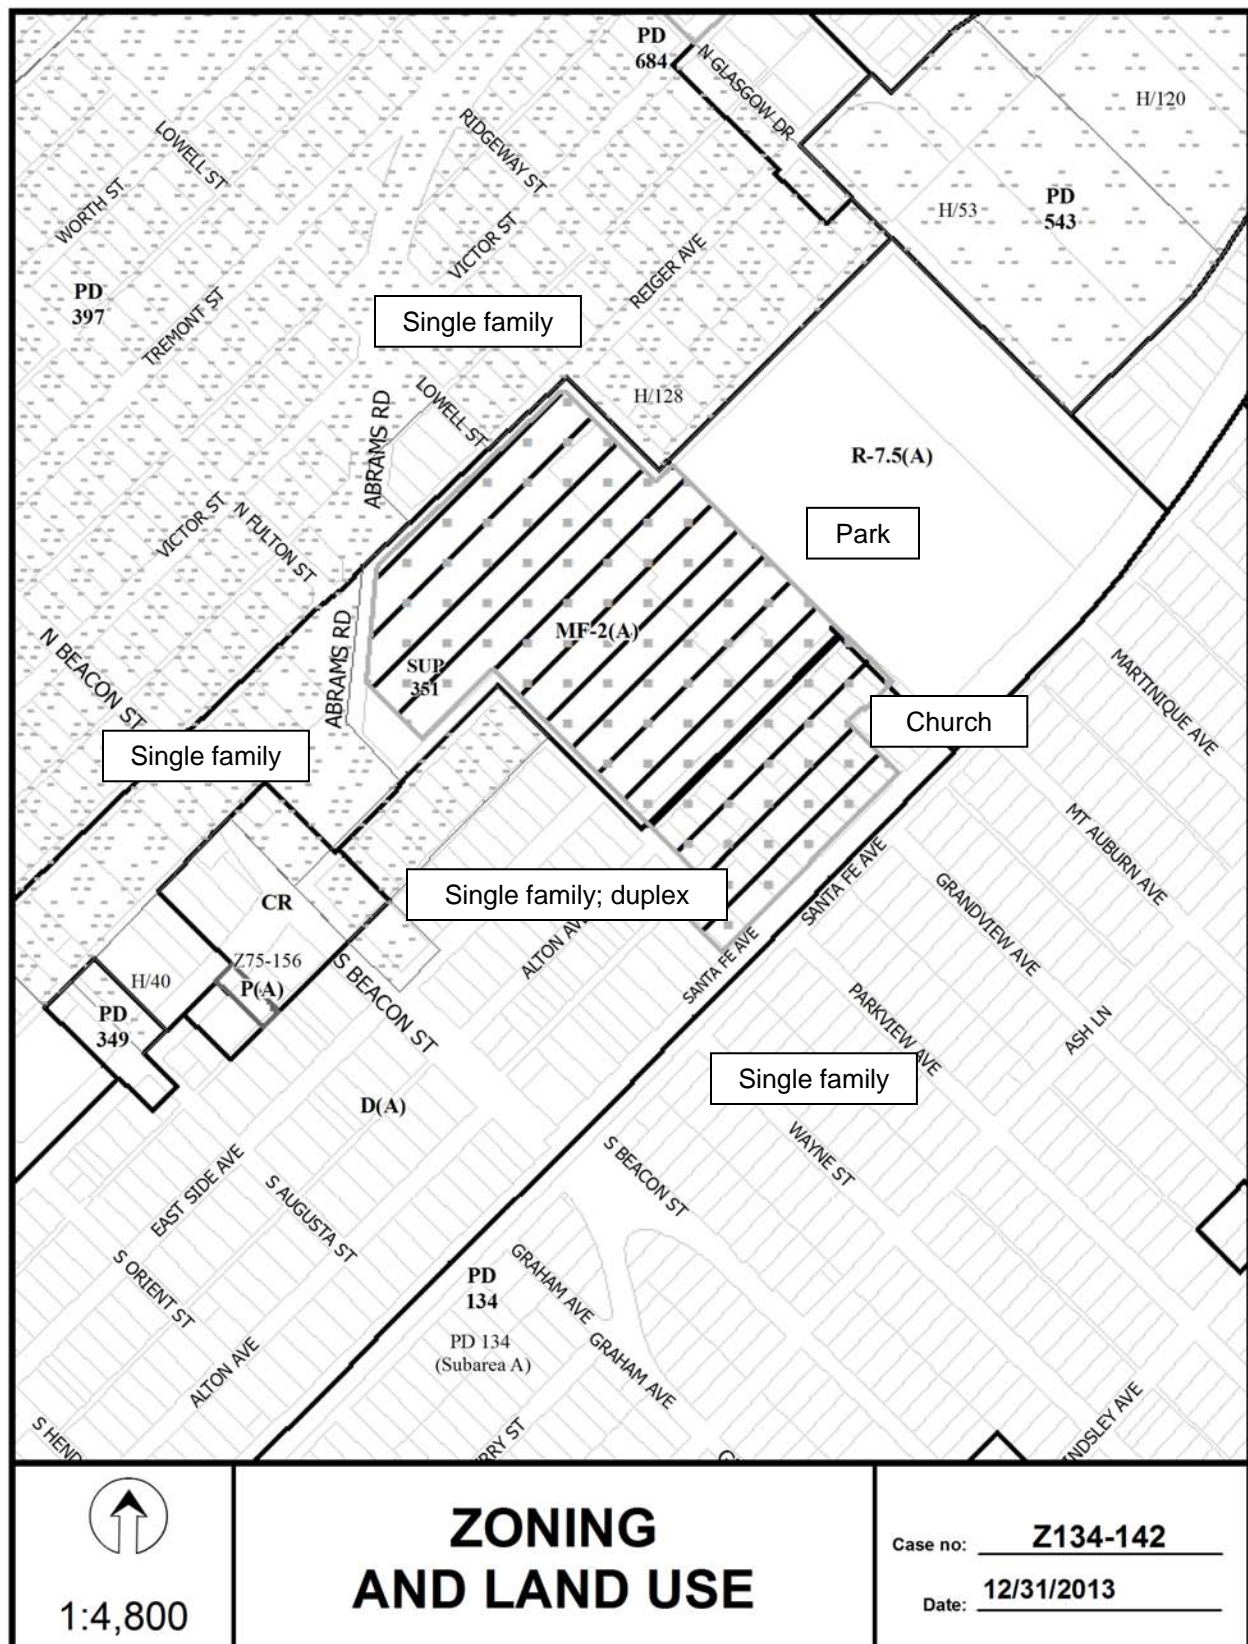 PD
684
N GLASGOW DR
H/120
LOWELL ST
RIDGEWAY ST
WORTH ST
H/53
PD
543
VICTOR ST
REIGER AVE
PD
397
TREMONT ST
Single family
H/128
LOWELL ST
ABRAMS RD
R-7.5(A)
Park
VICTOR ST
N FULTON ST
MF-2(A)
SUP
351
ABRAMS RD
N BEACON ST
MARTINIQUE AVE
Church
Single family
MT AUBURN AVE
Single family; duplex
SANTA FE AVE
GRANDVIEW AVE
CR
ALTON AVE
SANTA FE AVE
Z75-156
H/40
P(A)
S BEACON ST
PD
349
PARKVIEW AVE
ASH LN
Single family
D(A)
WAYNE ST
S BEACON ST
EAST SIDE AVE
S AUGUSTA ST
S ORIENT ST
GRAHAM AVE
PD
134
PD 134
(Subarea A)
GRAHAM AVE
ALTON AVE
S HEND
RRY ST
INDSLEY AVE
1:4,800
ZONING
AND LAND USE
Case no: Z134-142
Date: 12/31/2013